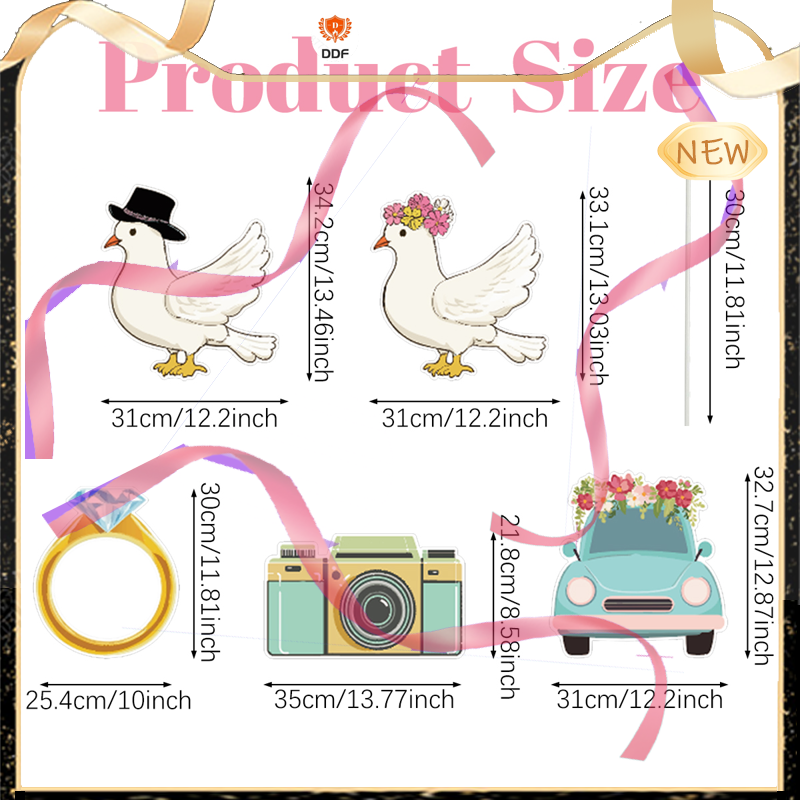 DDF
Product Size
NEW
34.2cm/13.46inch
33.1cm/13.03inch
30cm/11.81inch
31cm/12.2inch
31cm/12.2inch
30cm/11.81inch
21.8cm/8.58inch
32.7cm/12.87inch
25.4cm/10inch
35cm/13.77inch
31cm/12.2inch